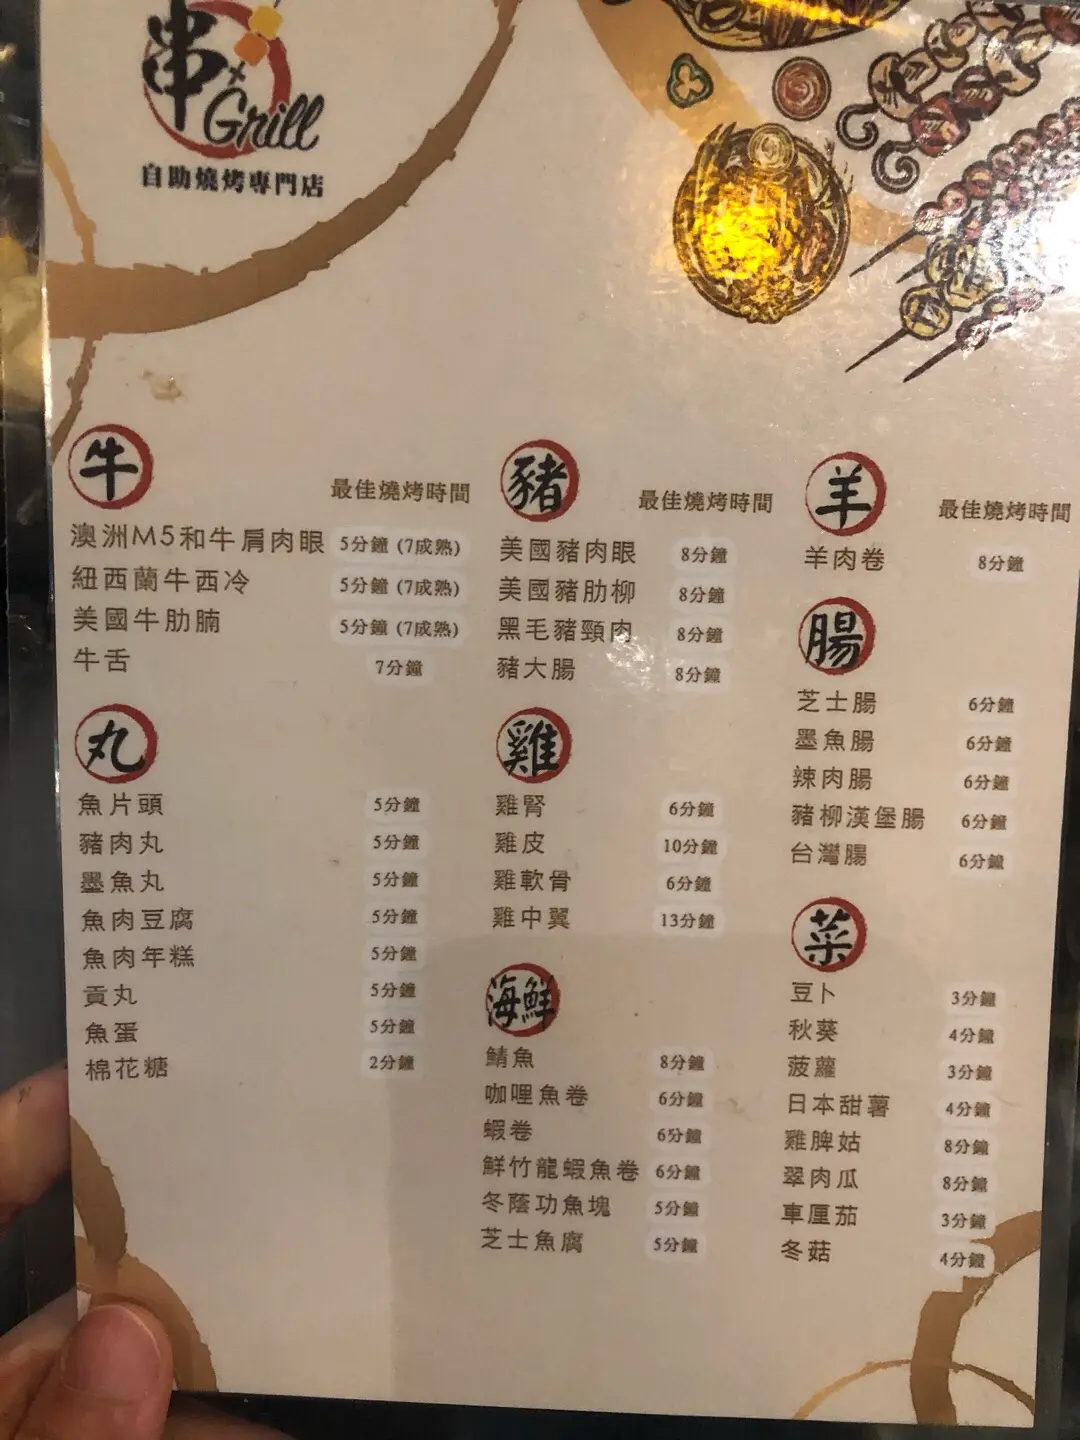 串
Grill
自助燒烤專門店
牛
最佳燒烤時間
澳洲M5和牛肩肉眼 5分鐘 (7成熟)
紐西蘭牛西冷 5分鐘 (7成熟)
美國牛肋腩 5分鐘 (7成熟)
牛舌 7分鐘
丸
魚片頭 5分鐘
豬肉丸 5分鐘
墨魚丸 5分鐘
魚肉豆腐 5分鐘
魚肉年糕 5分鐘
貢丸 5分鐘
魚蛋 5分鐘
棉花糖 2分鐘
豬
最佳燒烤時間
美國豬肉眼 8分鐘
美國豬肋柳 8分鐘
黑毛豬頸肉 8分鐘
豬大腸 8分鐘
雞
雞腎 6分鐘
雞皮 10分鐘
雞軟骨 6分鐘
雞中翼 13分鐘
海鮮
鯖魚 8分鐘
咖哩魚卷 6分鐘
蝦卷 6分鐘
鮮竹龍蝦魚卷 6分鐘
冬蔭功魚塊 5分鐘
芝士魚腐 5分鐘
羊
最佳燒烤時間
羊肉卷 8分鐘
腸
芝士腸 6分鐘
墨魚腸 6分鐘
辣肉腸 6分鐘
豬柳漢堡腸 6分鐘
台灣腸 6分鐘
菜
豆卜 3分鐘
秋葵 4分鐘
菠蘿 3分鐘
日本甜薯 4分鐘
雞脾菇 8分鐘
翠肉瓜 8分鐘
車厘茄 3分鐘
冬菇 4分鐘